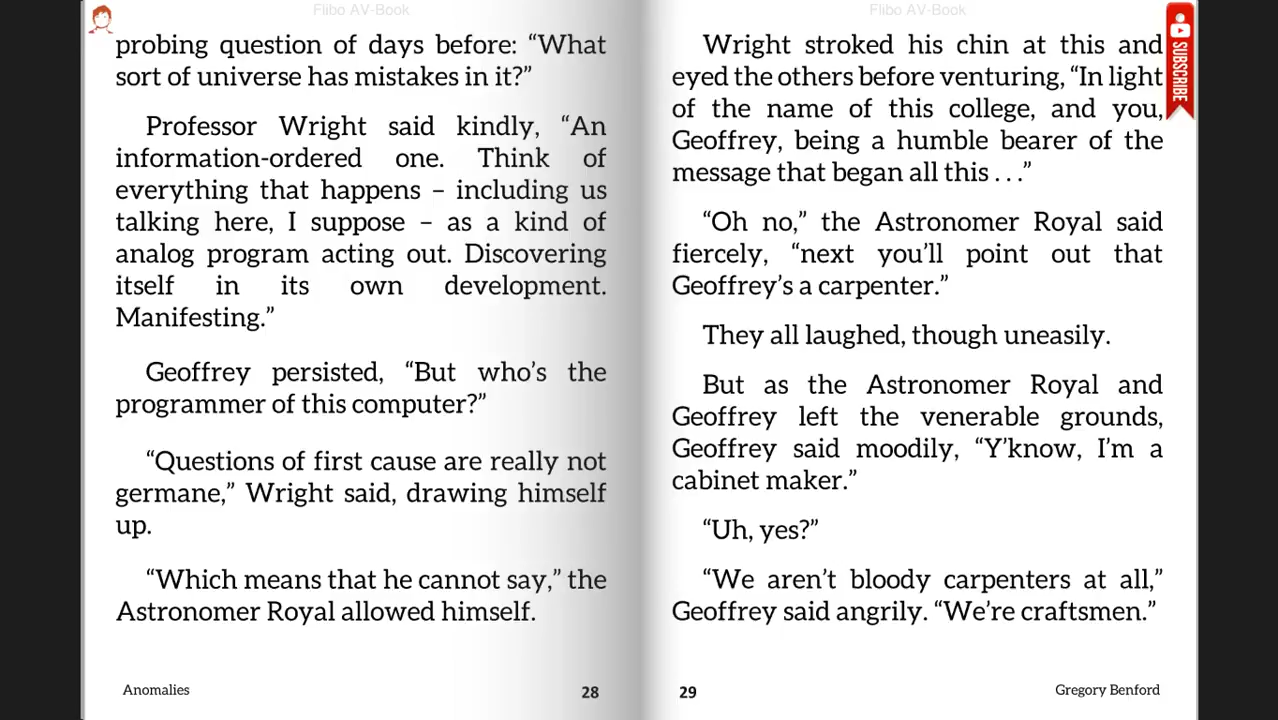 Flibo AV-Book
probing question of days before: “What
sort of universe has mistakes in it?”
Professor Wright said kindly, “An
information-ordered one. Think of
everything that happens – including us
talking here, I suppose – as a kind of
analog program acting out. Discovering
itself in its own development.
Manifesting.”
Geoffrey persisted, “But who’s the
programmer of this computer?”
“Questions of first cause are really not
germane,” Wright said, drawing himself
up.
“Which means that he cannot say,” the
Astronomer Royal allowed himself.
Anomalies
28
Flibo AV-Book
Wright stroked his chin at this and
eyed the others before venturing, “In light
of the name of this college, and you,
Geoffrey, being a humble bearer of the
message that began all this . . .”
“Oh no,” the Astronomer Royal said
fiercely, “next you’ll point out that
Geoffrey’s a carpenter.”
They all laughed, though uneasily.
But as the Astronomer Royal and
Geoffrey left the venerable grounds,
Geoffrey said moodily, “Y’know, I’m a
cabinet maker.”
“Uh, yes?”
“We aren’t bloody carpenters at all,”
Geoffrey said angrily. “We’re craftsmen.”
29
Gregory Benford
SUBSCRIBE